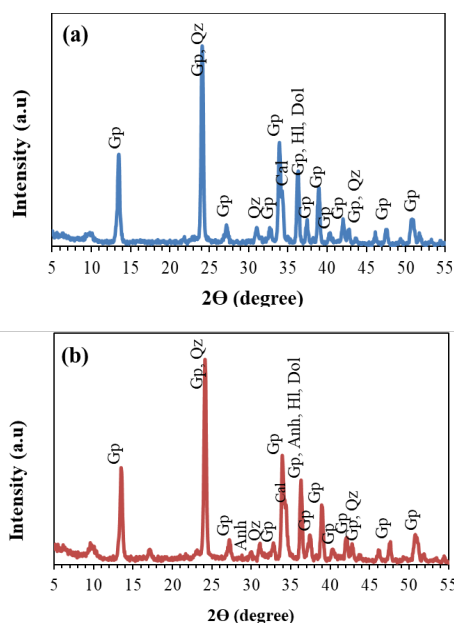 (a)
Intensity (a.u)
Gp
Gp, Qz
Gp
Qz
Gp
Gp
Cal
Gp, Hl, Dol
Gp
Gp
Gp
Gp
Gp, Qz
Gp
Gp
5 10 15 20 25 30 35 40 45 50 55
2Ɵ (degree)
(b)
Intensity (a.u)
Gp
Gp, Qz
Gp
Anh
Qz
Gp
Gp
Cal
Gp, Anh, Hl, Dol
Gp
Gp
Gp
Gp
Gp, Qz
Gp
Gp
5 10 15 20 25 30 35 40 45 50 55
2Ɵ (degree)